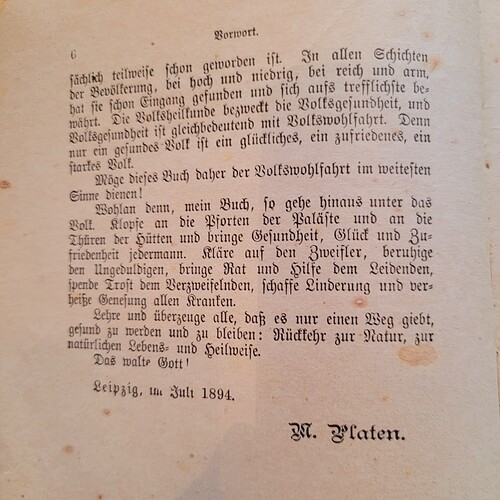 Vorwort.
6
sächlich teilweise schon geworden ist. In allen Schichten
der Bevölkerung, bei hoch und niedrig, bei reich und arm,
hat sie schon Eingang gefunden und sich aufs trefflichste be-
währt. Die Volksheilkunde bezweckt die Volksgesundheit, und
Volksgesundheit ist gleichbedeutend mit Volkswohlfahrt. Denn
nur ein gesundes Volk ist ein glückliches, ein zufriedenes, ein
starkes Volk.
Möge dieses Buch daher der Volkswohlfahrt im weitesten
Sinne dienen!
Wohlan denn, mein Buch, so gehe hinaus unter das
Volk. Klopfe an die Pforten der Paläste und an die
Thüren der Hütten und bringe Gesundheit, Glück und Zu-
friedenheit jedermann. Kläre auf den Zweifler, beruhige
den Ungeduldigen, bringe Rat und Hilfe dem Leidenden,
spende Trost dem Verzweifelnden, schaffe Linderung und ver-
heiße Genesung allen Kranken.
Lehre und überzeuge alle, daß es nur einen Weg giebt,
gesund zu werden und zu bleiben: Rückkehr zur Natur, zur
natürlichen Lebens- und Heilweise.
Das walte Gott!
Leipzig, im Juli 1894.
M. Platen.